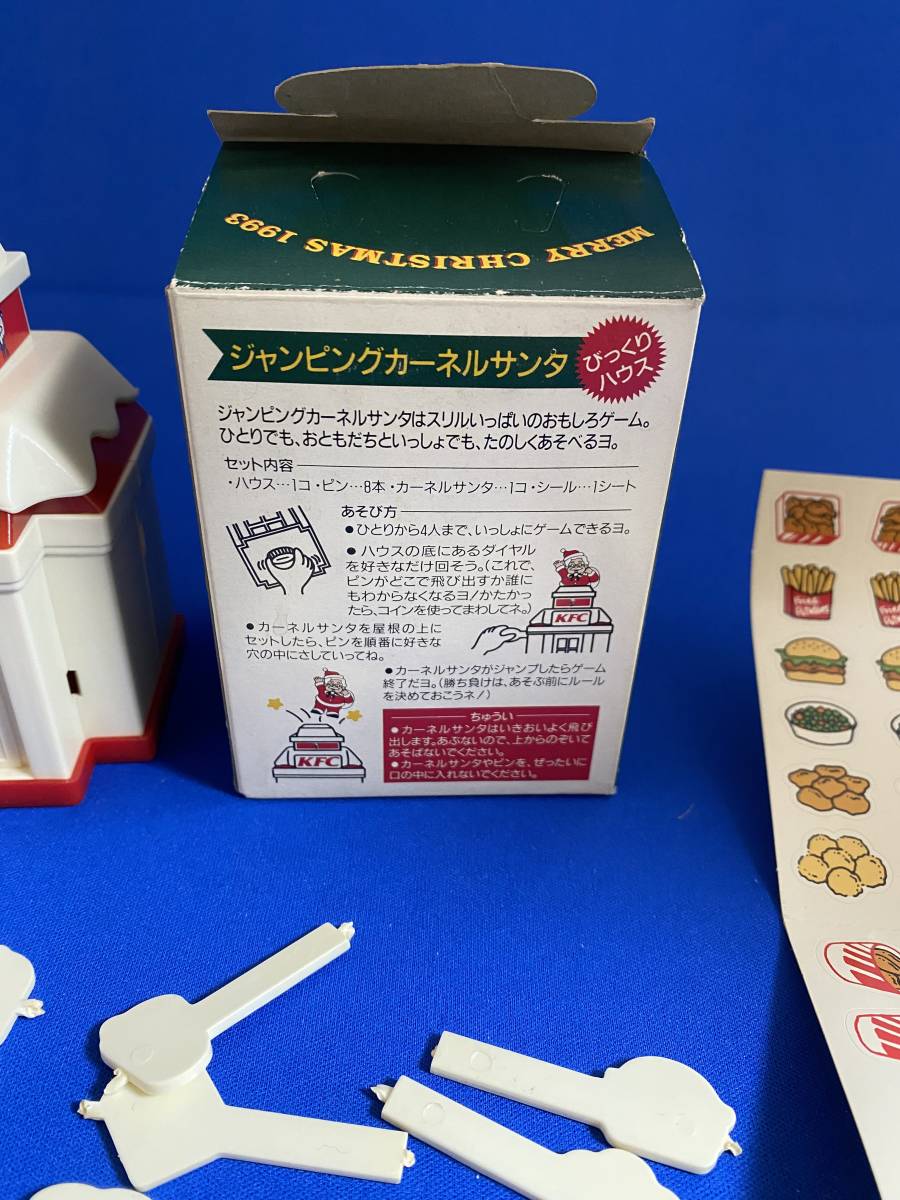 MERRY CHRISTMAS 1993
ジャンピングカーネルサンタ
びっくり
ハウス
ジャンピングカーネルサンタはスリルいっぱいのおもしろゲーム。
ひとりでも、おともだちといっしょでも、たのしくあそべるヨ。
セット内容
・ハウス…1コ・ピン…8本・カーネルサンタ…1コ・シール…1シート
あそび方
●ひとりから4人まで、いっしょにゲームできるヨ。
●ハウスの底にあるダイヤル
を好きなだけ回そう。(これで、
ピンがどこで飛び出すか誰に
もわからなくなるヨ!かたかっ
たら、コインを使ってまわしてネ。)
KFC
●カーネルサンタを屋根の上に
セットしたら、ピンを順番に好きな
穴の中にさしていってね。
●カーネルサンタがジャンプしたらゲーム
終了だヨ。(勝ち負けは、あそぶ前にルール
を決めておこうネ!)
KFC
ちゅうい
●カーネルサンタはいきおいよく飛び
出します。あぶないので、上からのぞいて
あそばないでください。
●カーネルサンタやピンを、ぜったいに
口の中に入れないでください。